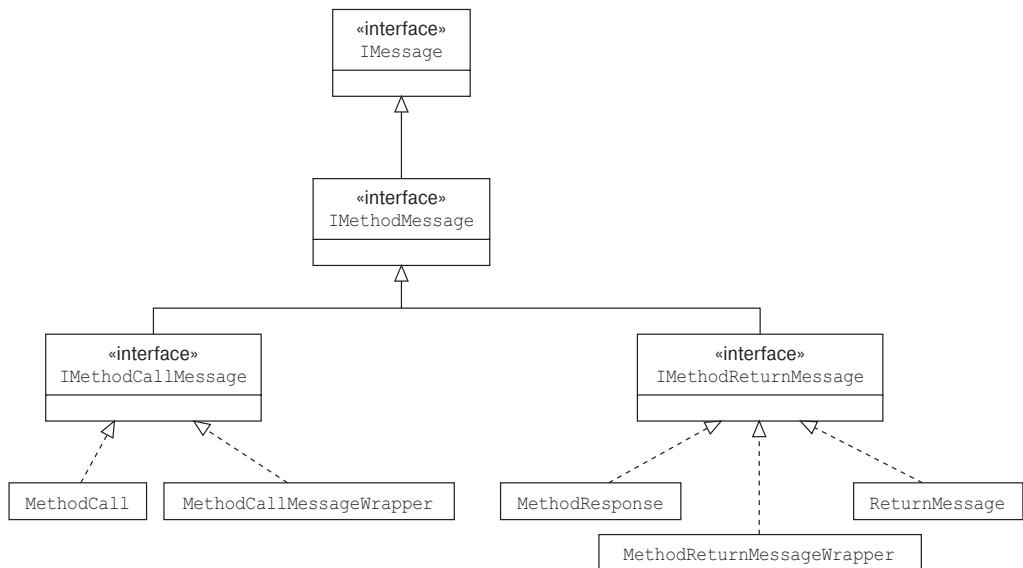 «interface»
IMessage
«interface»
IMethodMessage
«interface»
IMethodCallMessage
«interface»
IMethodReturnMessage
MethodCall
MethodCallMessageWrapper
MethodResponse
ReturnMessage
MethodReturnMessageWrapper